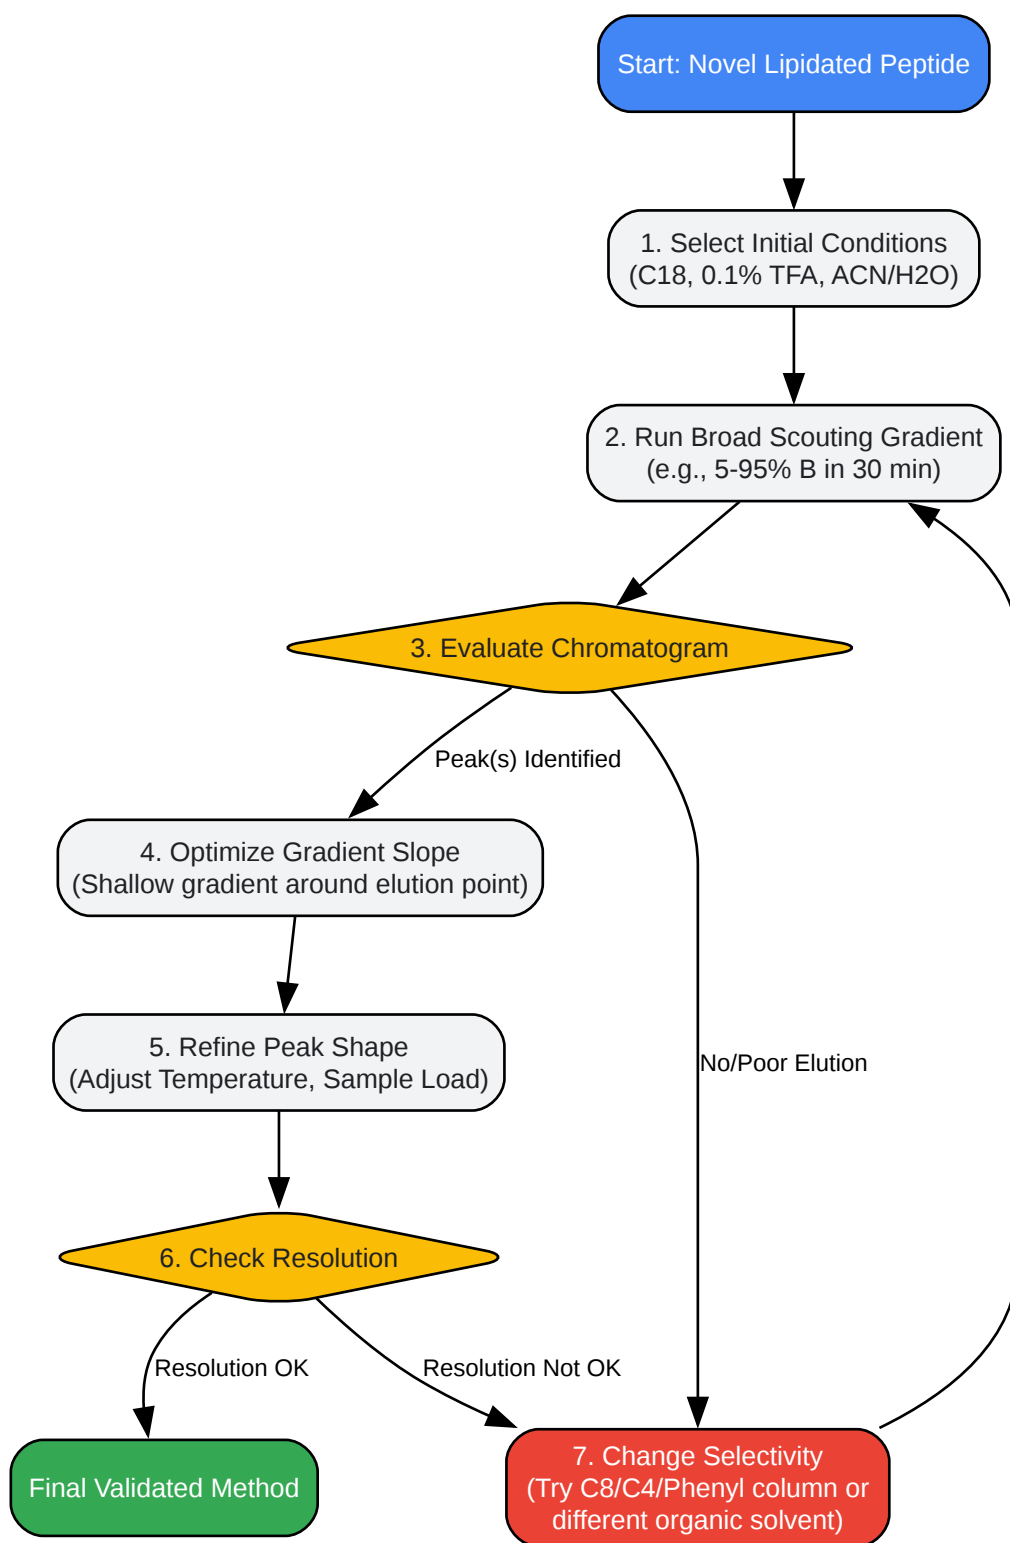 Start: Novel Lipidated Peptide
1. Select Initial Conditions
(C18, 0.1% TFA, ACN/H2O)
2. Run Broad Scouting Gradient
(e.g., 5-95% B in 30 min)
3. Evaluate Chromatogram
Peak(s) Identified
4. Optimize Gradient Slope
(Shallow gradient around elution point)
5. Refine Peak Shape
(Adjust Temperature, Sample Load)
No/Poor Elution
6. Check Resolution
Resolution OK
Resolution Not OK
Final Validated Method
7. Change Selectivity
(Try C8/C4/Phenyl column or
different organic solvent)